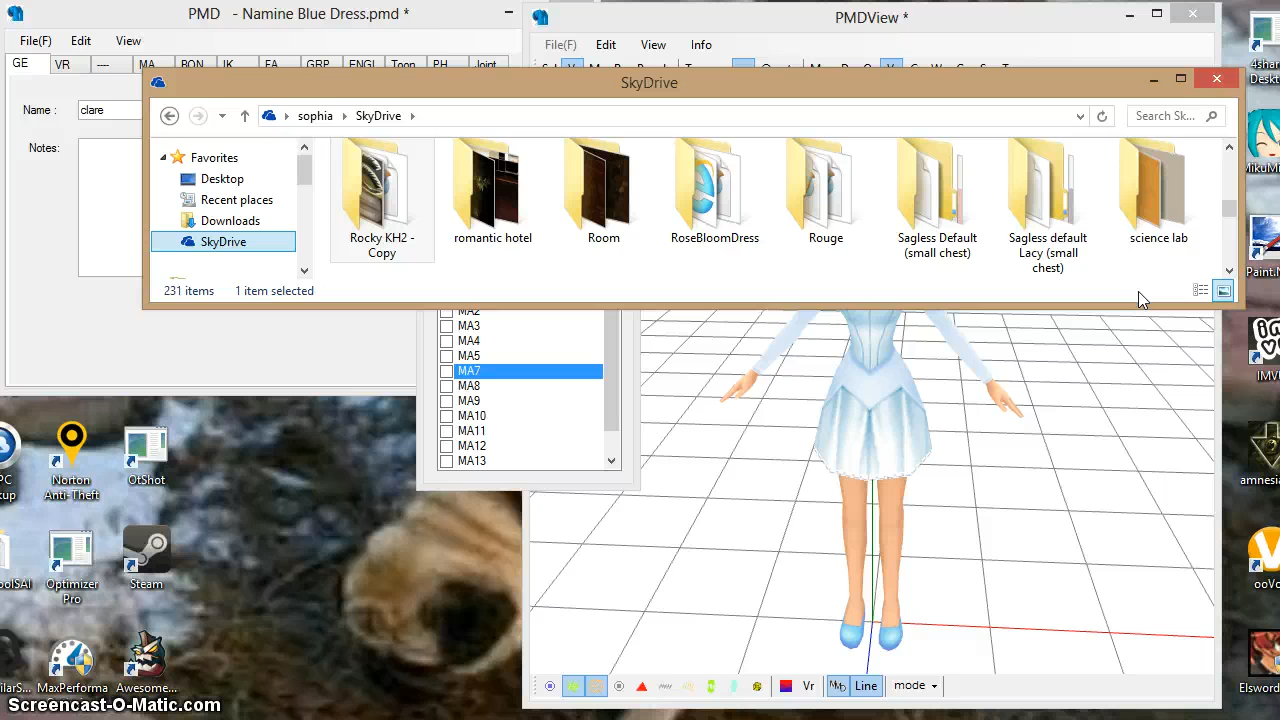 PMD - Namine Blue Dress.pmd *
File(F) Edit View
GE VR ---- MA BON IK FA GRP ENGL Toon PH Joint
Name : clare
Notes:
PMDView *
File(F) Edit View Info
SkyDrive
sophia SkyDrive
Search Sk...
Favorites
Desktop
Recent places
Downloads
SkyDrive
Rocky KH2 -
Copy
romantic hotel
Room
RoseBloomDress
Rouge
Sagless Default
(small chest)
Sagless default
Lacy (small
chest)
science lab
231 items 1 item selected
MA2
MA3
MA4
MA5
MA7
MA8
MA9
MA10
MA11
MA12
MA13
Vr
Line
mode
Norton
Anti-Theft
OtShot
Optimizer
Pro
Steam
MaxPerforma
Awesome...
4shar
Deskt
MikuMi
Paint.N
IMVU
amnesia
ooVo
Elsword
Screencast-O-Matic.com